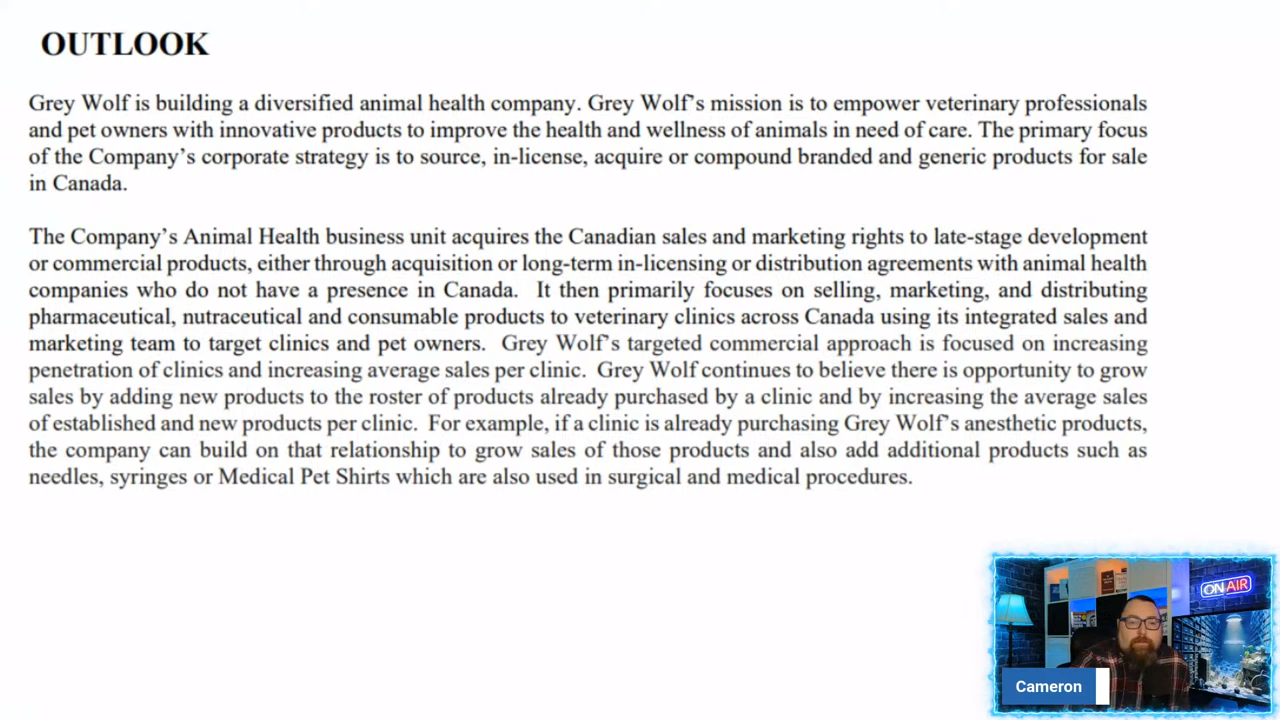 OUTLOOK
Grey Wolf is building a diversified animal health company. Grey Wolf's mission is to empower veterinary professionals
and pet owners with innovative products to improve the health and wellness of animals in need of care. The primary focus
of the Company's corporate strategy is to source, in-license, acquire or compound branded and generic products for sale
in Canada.
The Company's Animal Health business unit acquires the Canadian sales and marketing rights to late-stage development
or commercial products, either through acquisition or long-term in-licensing or distribution agreements with animal health
companies who do not have a presence in Canada. It then primarily focuses on selling, marketing, and distributing
pharmaceutical, nutraceutical and consumable products to veterinary clinics across Canada using its integrated sales and
marketing team to target clinics and pet owners. Grey Wolf's targeted commercial approach is focused on increasing
penetration of clinics and increasing average sales per clinic. Grey Wolf continues to believe there is opportunity to grow
sales by adding new products to the roster of products already purchased by a clinic and by increasing the average sales
of established and new products per clinic. For example, if a clinic is already purchasing Grey Wolf's anesthetic products,
the company can build on that relationship to grow sales of those products and also add additional products such as
needles, syringes or Medical Pet Shirts which are also used in surgical and medical procedures.
ON AIR
Cameron